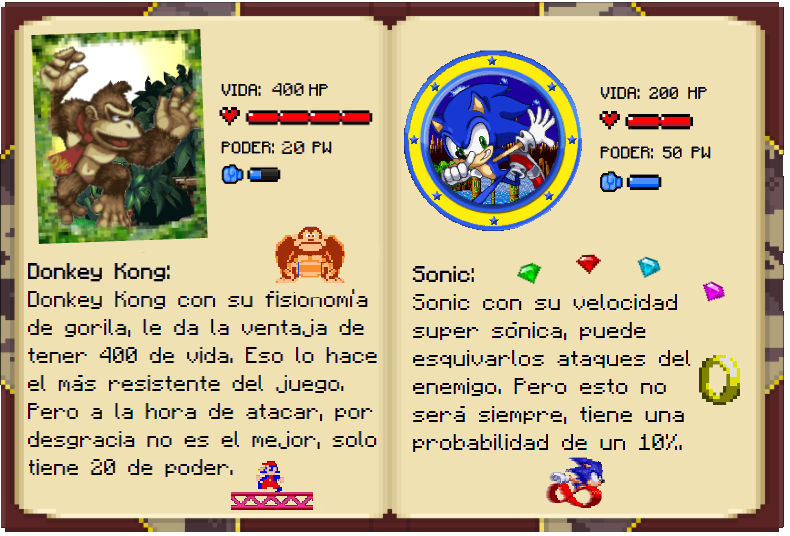 VIDA: 400 HP
PODER: 20 PW
Donkey Kong:
Donkey Kong con su fisionomía
de gorila, le da la ventaja de
tener 400 de vida. Eso lo hace
el más resistente del juego.
Pero a la hora de atacar, por
desgracia no es el mejor, solo
tiene 20 de poder.
VIDA: 200 HP
PODER: 50 PW
Sonic:
Sonic con su velocidad
super sónica, puede
esquivarlos ataques del
enemigo. Pero esto no
será siempre, tiene una
probabilidad de un 10%.